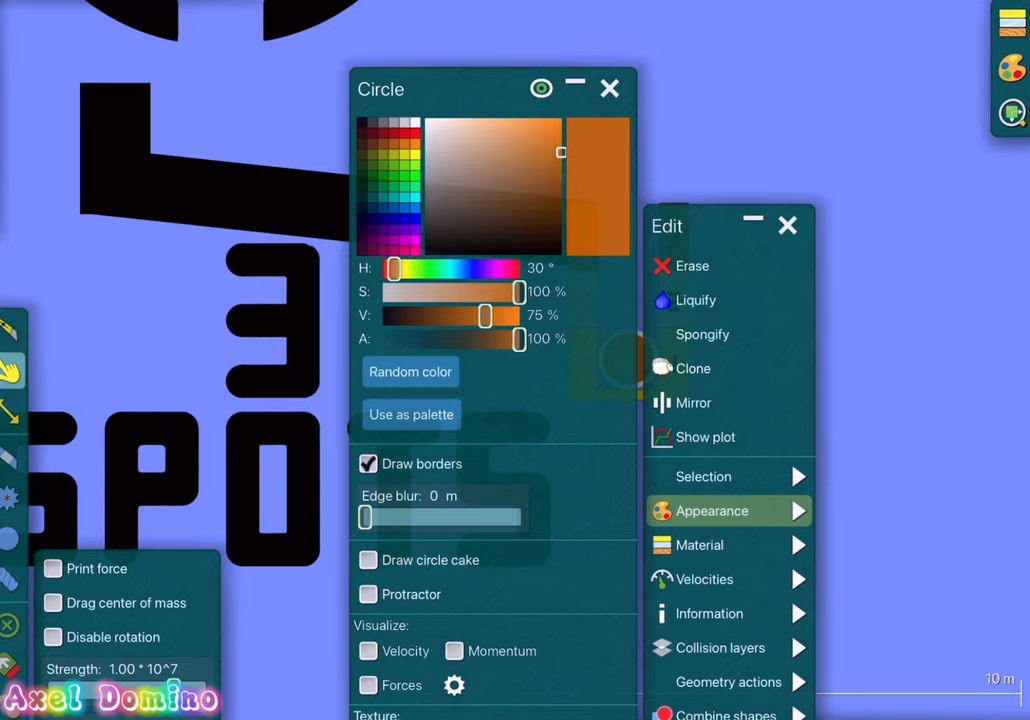 Circle
H: 30 °
S: 100 %
V: 75 %
A: 100 %
Random color
Use as palette
Draw borders
Edge blur: 0 m
Draw circle cake
Protractor
Visualize:
Velocity
Momentum
Forces
Texture:
Edit
Erase
Liquify
Spongify
Clone
Mirror
Show plot
Selection
Appearance
Material
Velocities
Information
Collision layers
Geometry actions
Combine shapes
3
SPO
Print force
Drag center of mass
Disable rotation
Strength: 1.00 * 10^7
Axel Domino
10 m